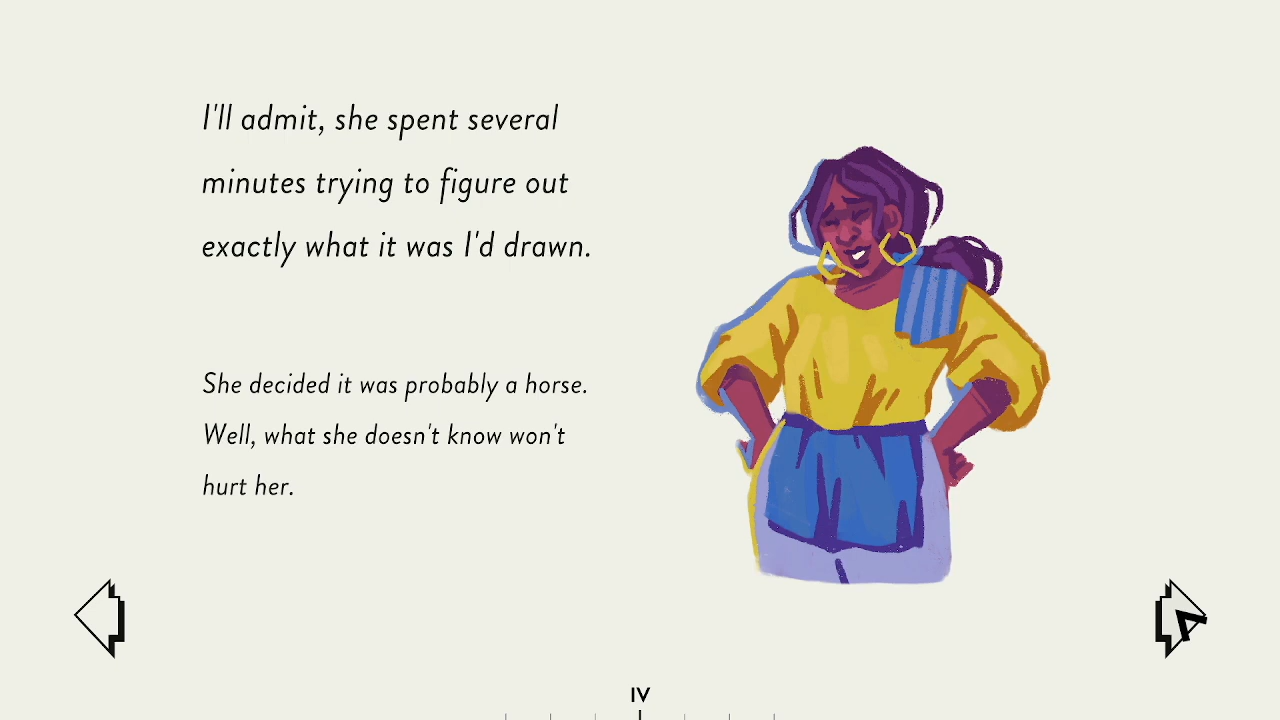 I'll admit, she spent several
minutes trying to figure out
exactly what it was I'd drawn.
She decided it was probably a horse.
Well, what she doesn't know won't
hurt her.
IV